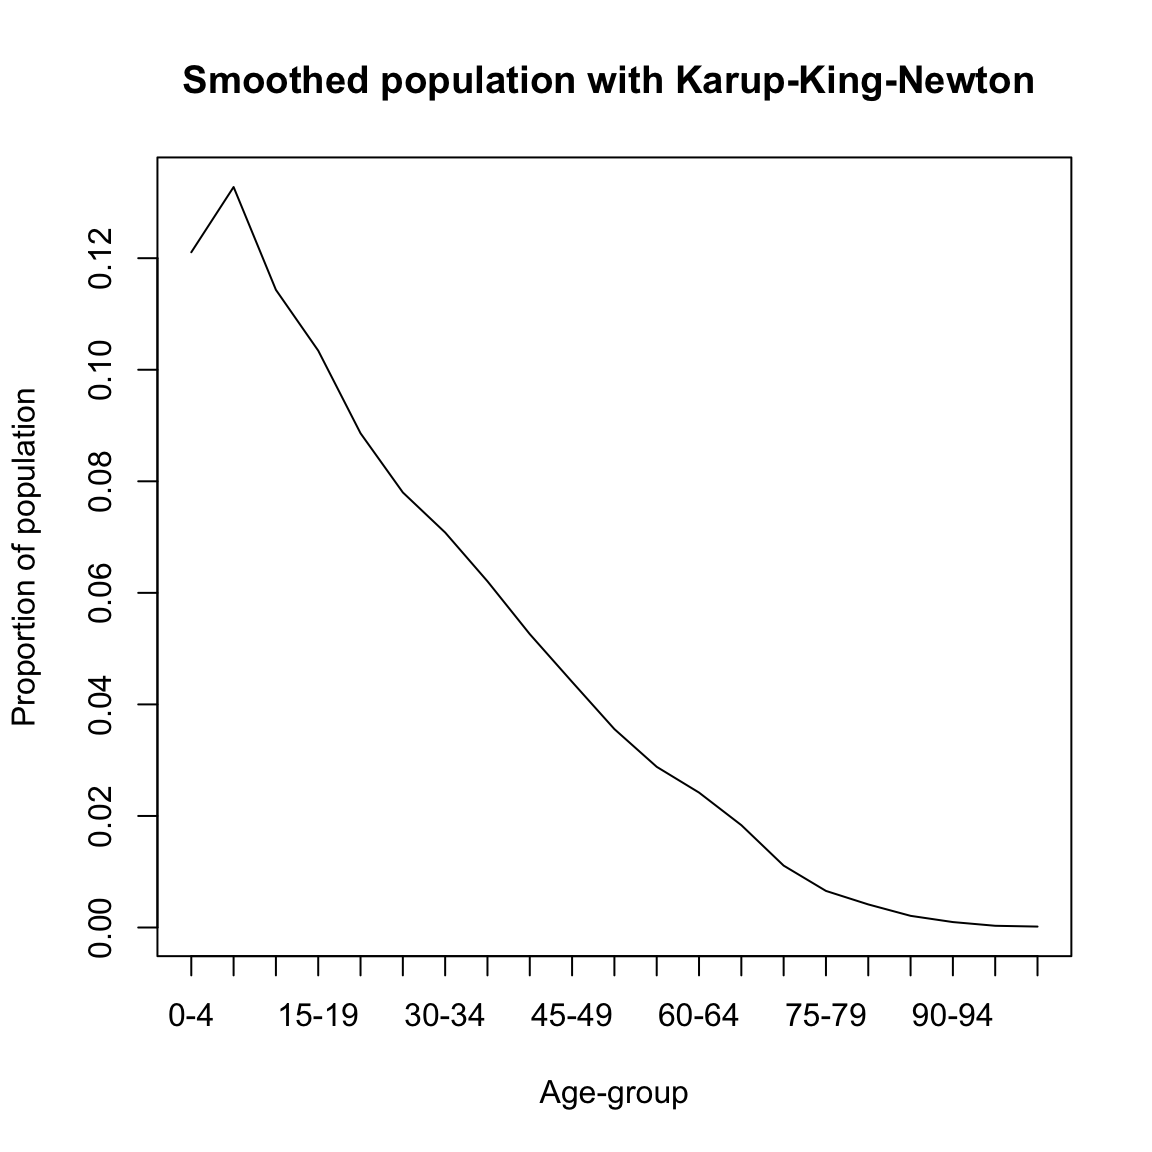 Smoothed population with Karup-King-Newton
Proportion of population
0.12
0.10
0.08
0.06
0.04
0.02
0.00
0-4 15-19 30-34 45-49 60-64 75-79 90-94
Age-group